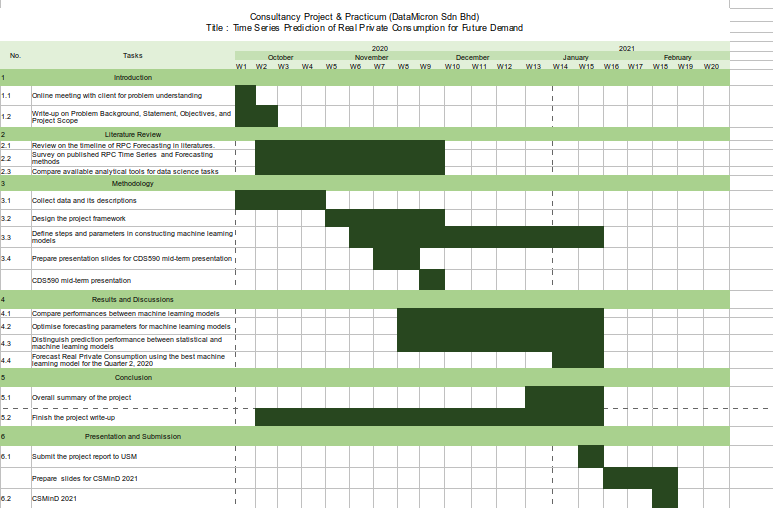 Consultancy Project & Practicum (DataMicron Sdn Bhd)
Title : Time Series Prediction of Real Private Consumption for Future Demand
No. Tasks 2020 2021
October November December January February
W1 W2 W3 W4 W5 W6 W7 W8 W9 W10 W11 W12 W13 W14 W15 W16 W17 W18 W19 W20
1 Introduction
1.1 Online meeting with client for problem understanding
1.2 Write-up on Problem Background, Statement, Objectives, and
Project Scope
2 Literature Review
2.1 Review on the timeline of RPC Forecasting in literatures.
2.2 Survey on published RPC Time Series and Forecasting
methods
2.3 Compare available analytical tools for data science tasks
3 Methodology
3.1 Collect data and its descriptions
3.2 Design the project framework
3.3 Define steps and parameters in constructing machine learning
models
3.4 Prepare presentation slides for CDS590 mid-term presentation
CDS590 mid-term presentation
4 Results and Discussions
4.1 Compare performances between machine learning models
4.2 Optimise forecasting parameters for machine learning models
4.3 Distinguish prediction performance between statistical and
machine learning models
4.4 Forecast Real Private Consumption using the best machine
learning model for the Quarter 2, 2020
5 Conclusion
5.1 Overall summary of the project
5.2 Finish the project write-up
6 Presentation and Submission
6.1 Submit the project report to USM
Prepare slides for CSMinD 2021
6.2 CSMinD 2021